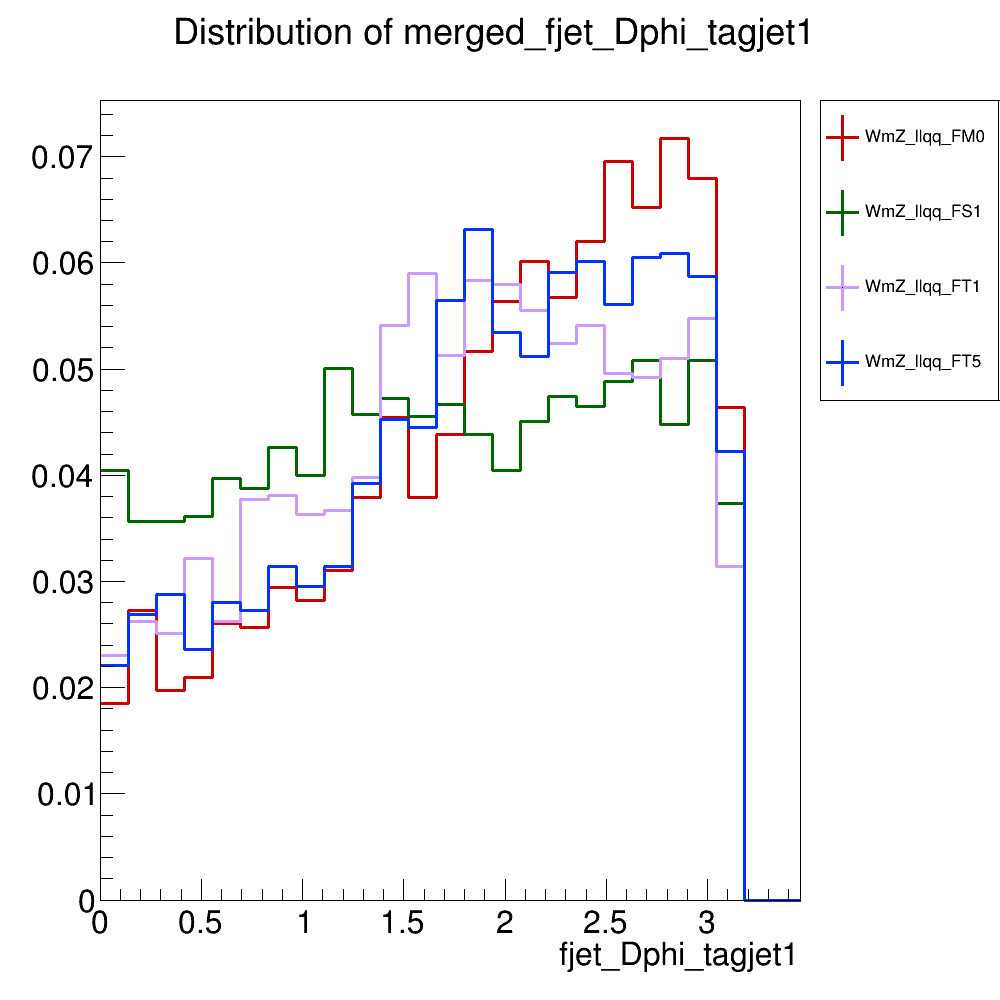 Distribution of merged_fjet_Dphi_tagjet1
0.07
0.06
0.05
0.04
0.03
0.02
0.01
0
0 0.5 1 1.5 2 2.5 3
fjet_Dphi_tagjet1
WmZ_llqq_FM0
WmZ_llqq_FS1
WmZ_llqq_FT1
WmZ_llqq_FT5